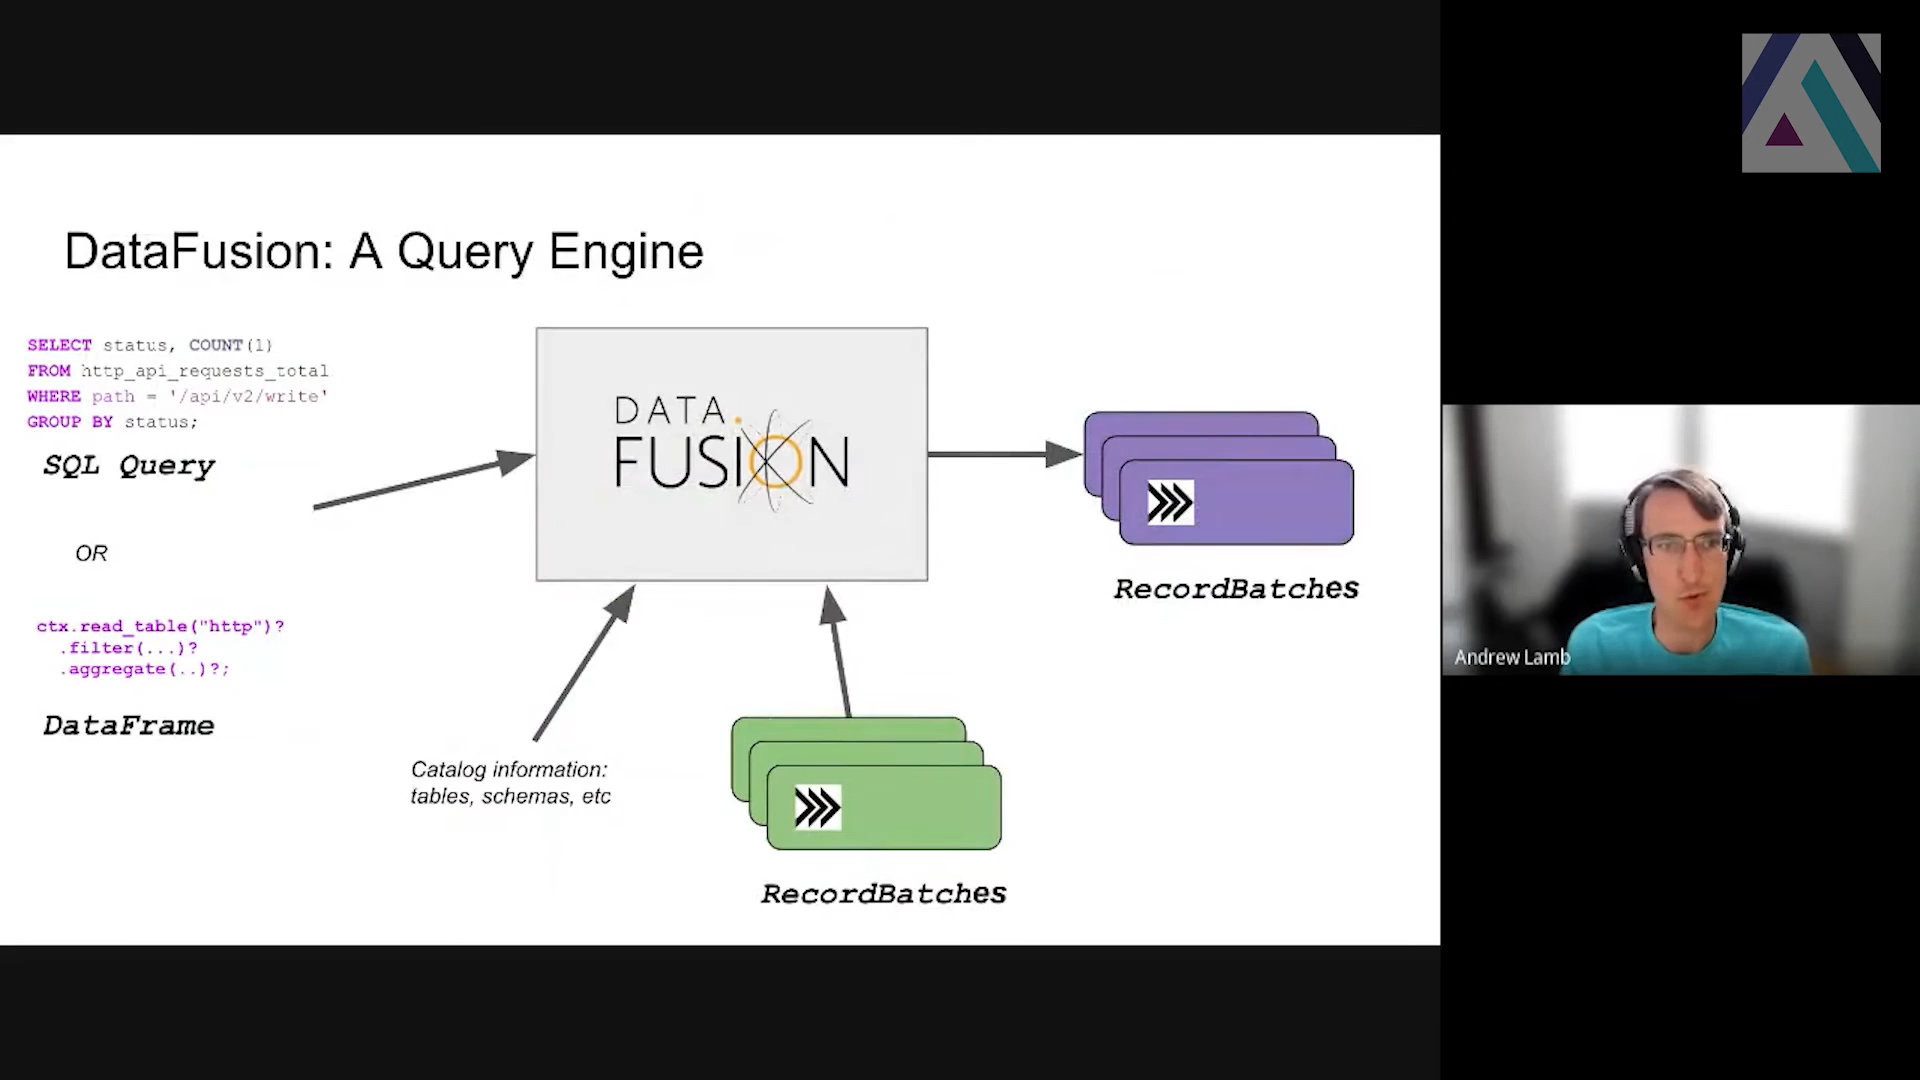 DataFusion: A Query Engine
SELECT status, COUNT(1)
FROM http_api_requests_total
WHERE path = '/api/v2/write'
GROUP BY status;
SQL Query
OR
ctx.read_table("http")?
.filter(...)?
.aggregate(..)?;
DataFrame
DATA
FUSION
Catalog information:
tables, schemas, etc
RecordBatches
RecordBatches
Andrew Lamb